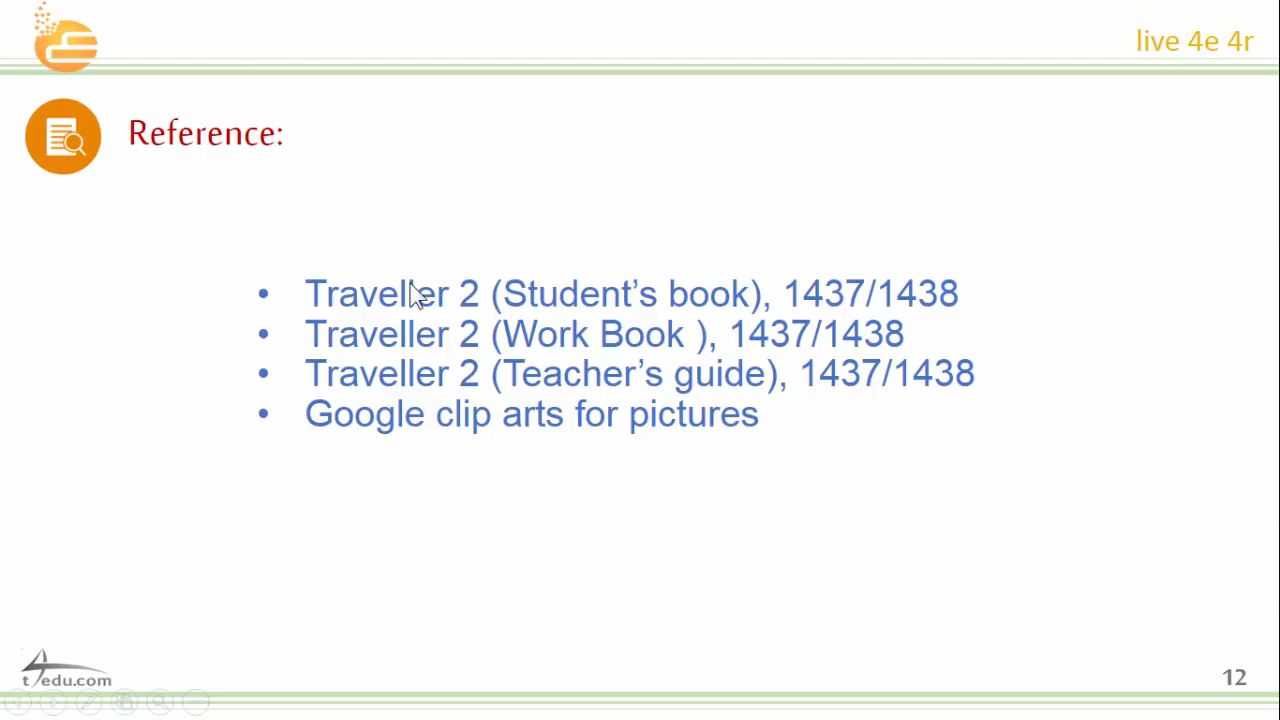 live 4e 4r
Reference:
• Traveller 2 (Student’s book), 1437/1438
• Traveller 2 (Work Book ), 1437/1438
• Traveller 2 (Teacher’s guide), 1437/1438
• Google clip arts for pictures
t4edu.com
12